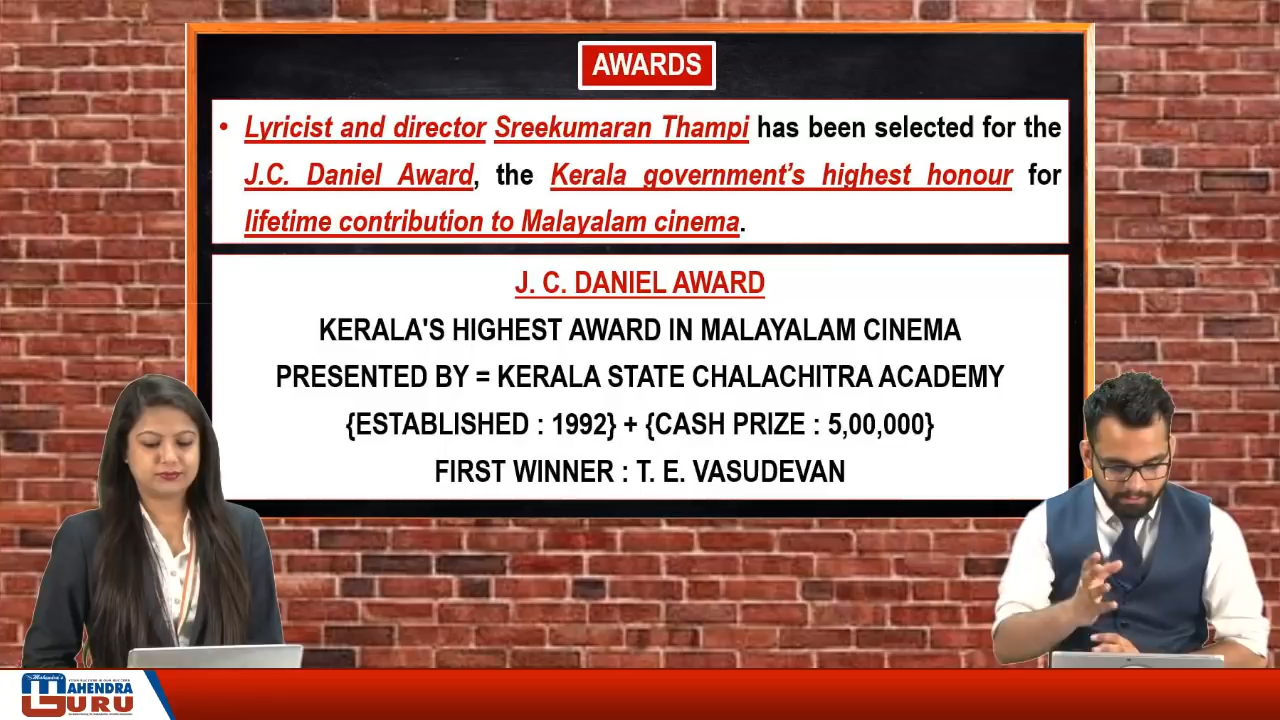 AWARDS
• Lyricist and director Sreekumaran Thampi has been selected for the
J.C. Daniel Award, the Kerala government’s highest honour for
lifetime contribution to Malayalam cinema.
J. C. DANIEL AWARD
KERALA'S HIGHEST AWARD IN MALAYALAM CINEMA
PRESENTED BY = KERALA STATE CHALACHITRA ACADEMY
{ESTABLISHED : 1992} + {CASH PRIZE : 5,00,000}
FIRST WINNER : T. E. VASUDEVAN
Mahendra's
MAHENDRA
GURU